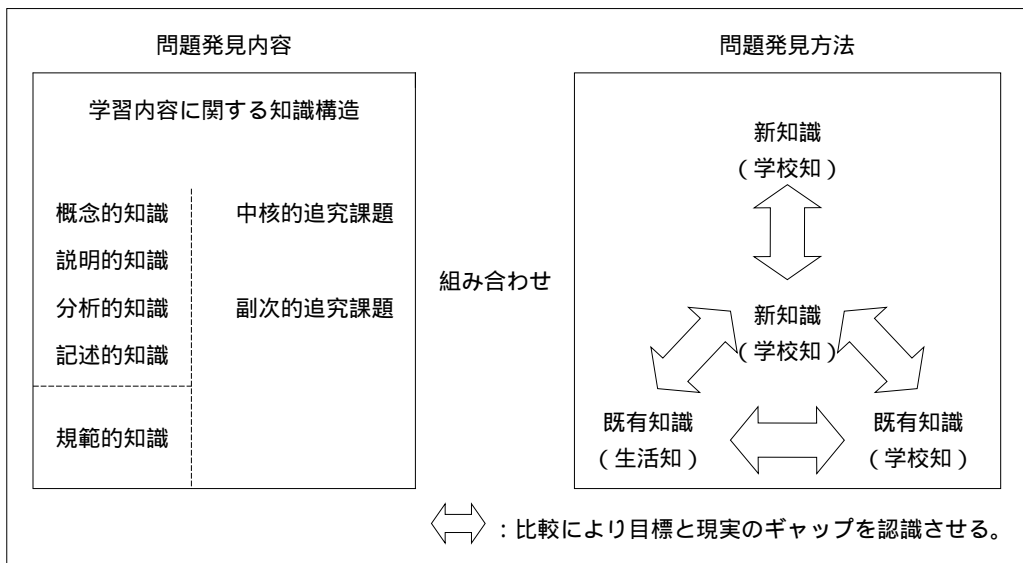 問題発見内容
学習内容に関する知識構造
概念的知識
説明的知識
分析的知識
記述的知識
規範的知識
中核的追究課題
副次的追究課題
組み合わせ
問題発見方法
新知識
(学校知)
新知識
(学校知)
既有知識
(生活知)
既有知識
(学校知)
:比較により目標と現実のギャップを認識させる。